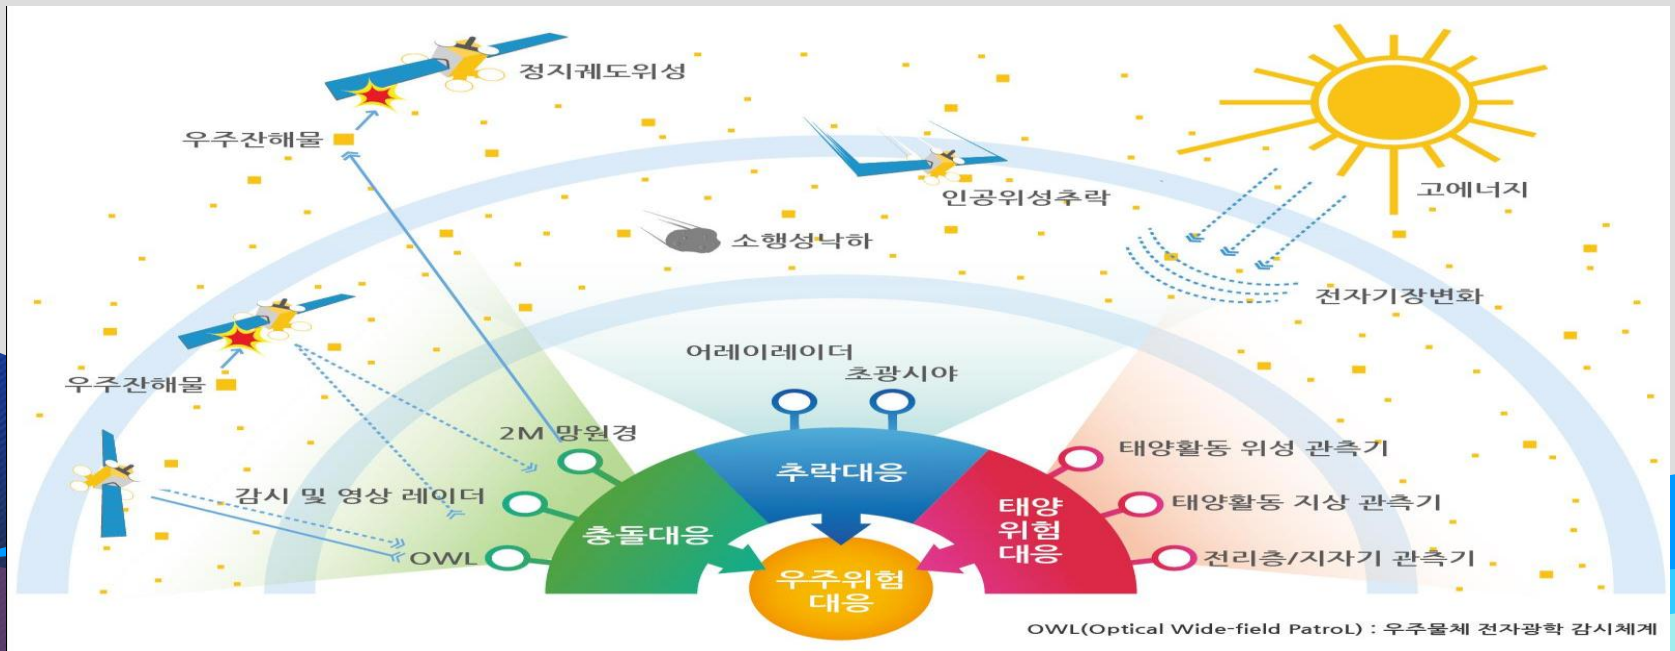 정지궤도위성
우주잔해물
인공위성추락
고에너지
소행성낙하
전자기장변화
어레이레이더
초광시야
우주잔해물
2M 망원경
감시 및 영상 레이더
OWL
충돌대응
추락대응
태양
위험
대응
태양활동 위성 관측기
태양활동 지상 관측기
전리층/지자기 관측기
우주위험
대응
OWL(Optical Wide-field PatroL) : 우주물체 전자광학 감시체계